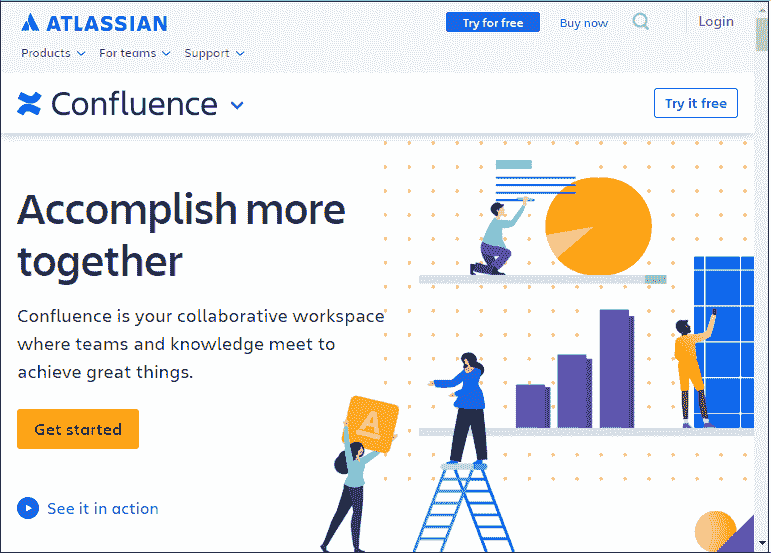 ATLASSIAN
Try for free
Buy now
Login
Products
For teams
Support
Confluence
Try it free
Accomplish more
together
Confluence is your collaborative workspace
where teams and knowledge meet to
achieve great things.
A
Get started
See it in action